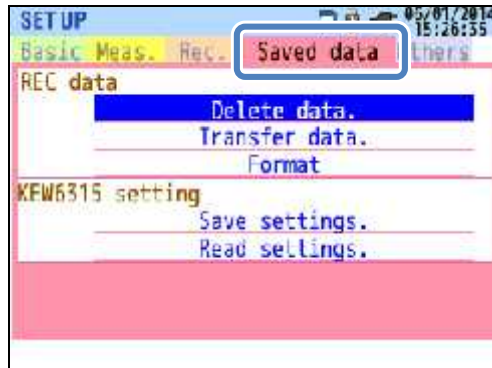 SET UP 05/01/2014
15:26:35
Basic Meas. Rec. Saved data Others
REC data
Delete data.
Transfer data.
Format
KEW6315 setting
Save settings.
Read settings.